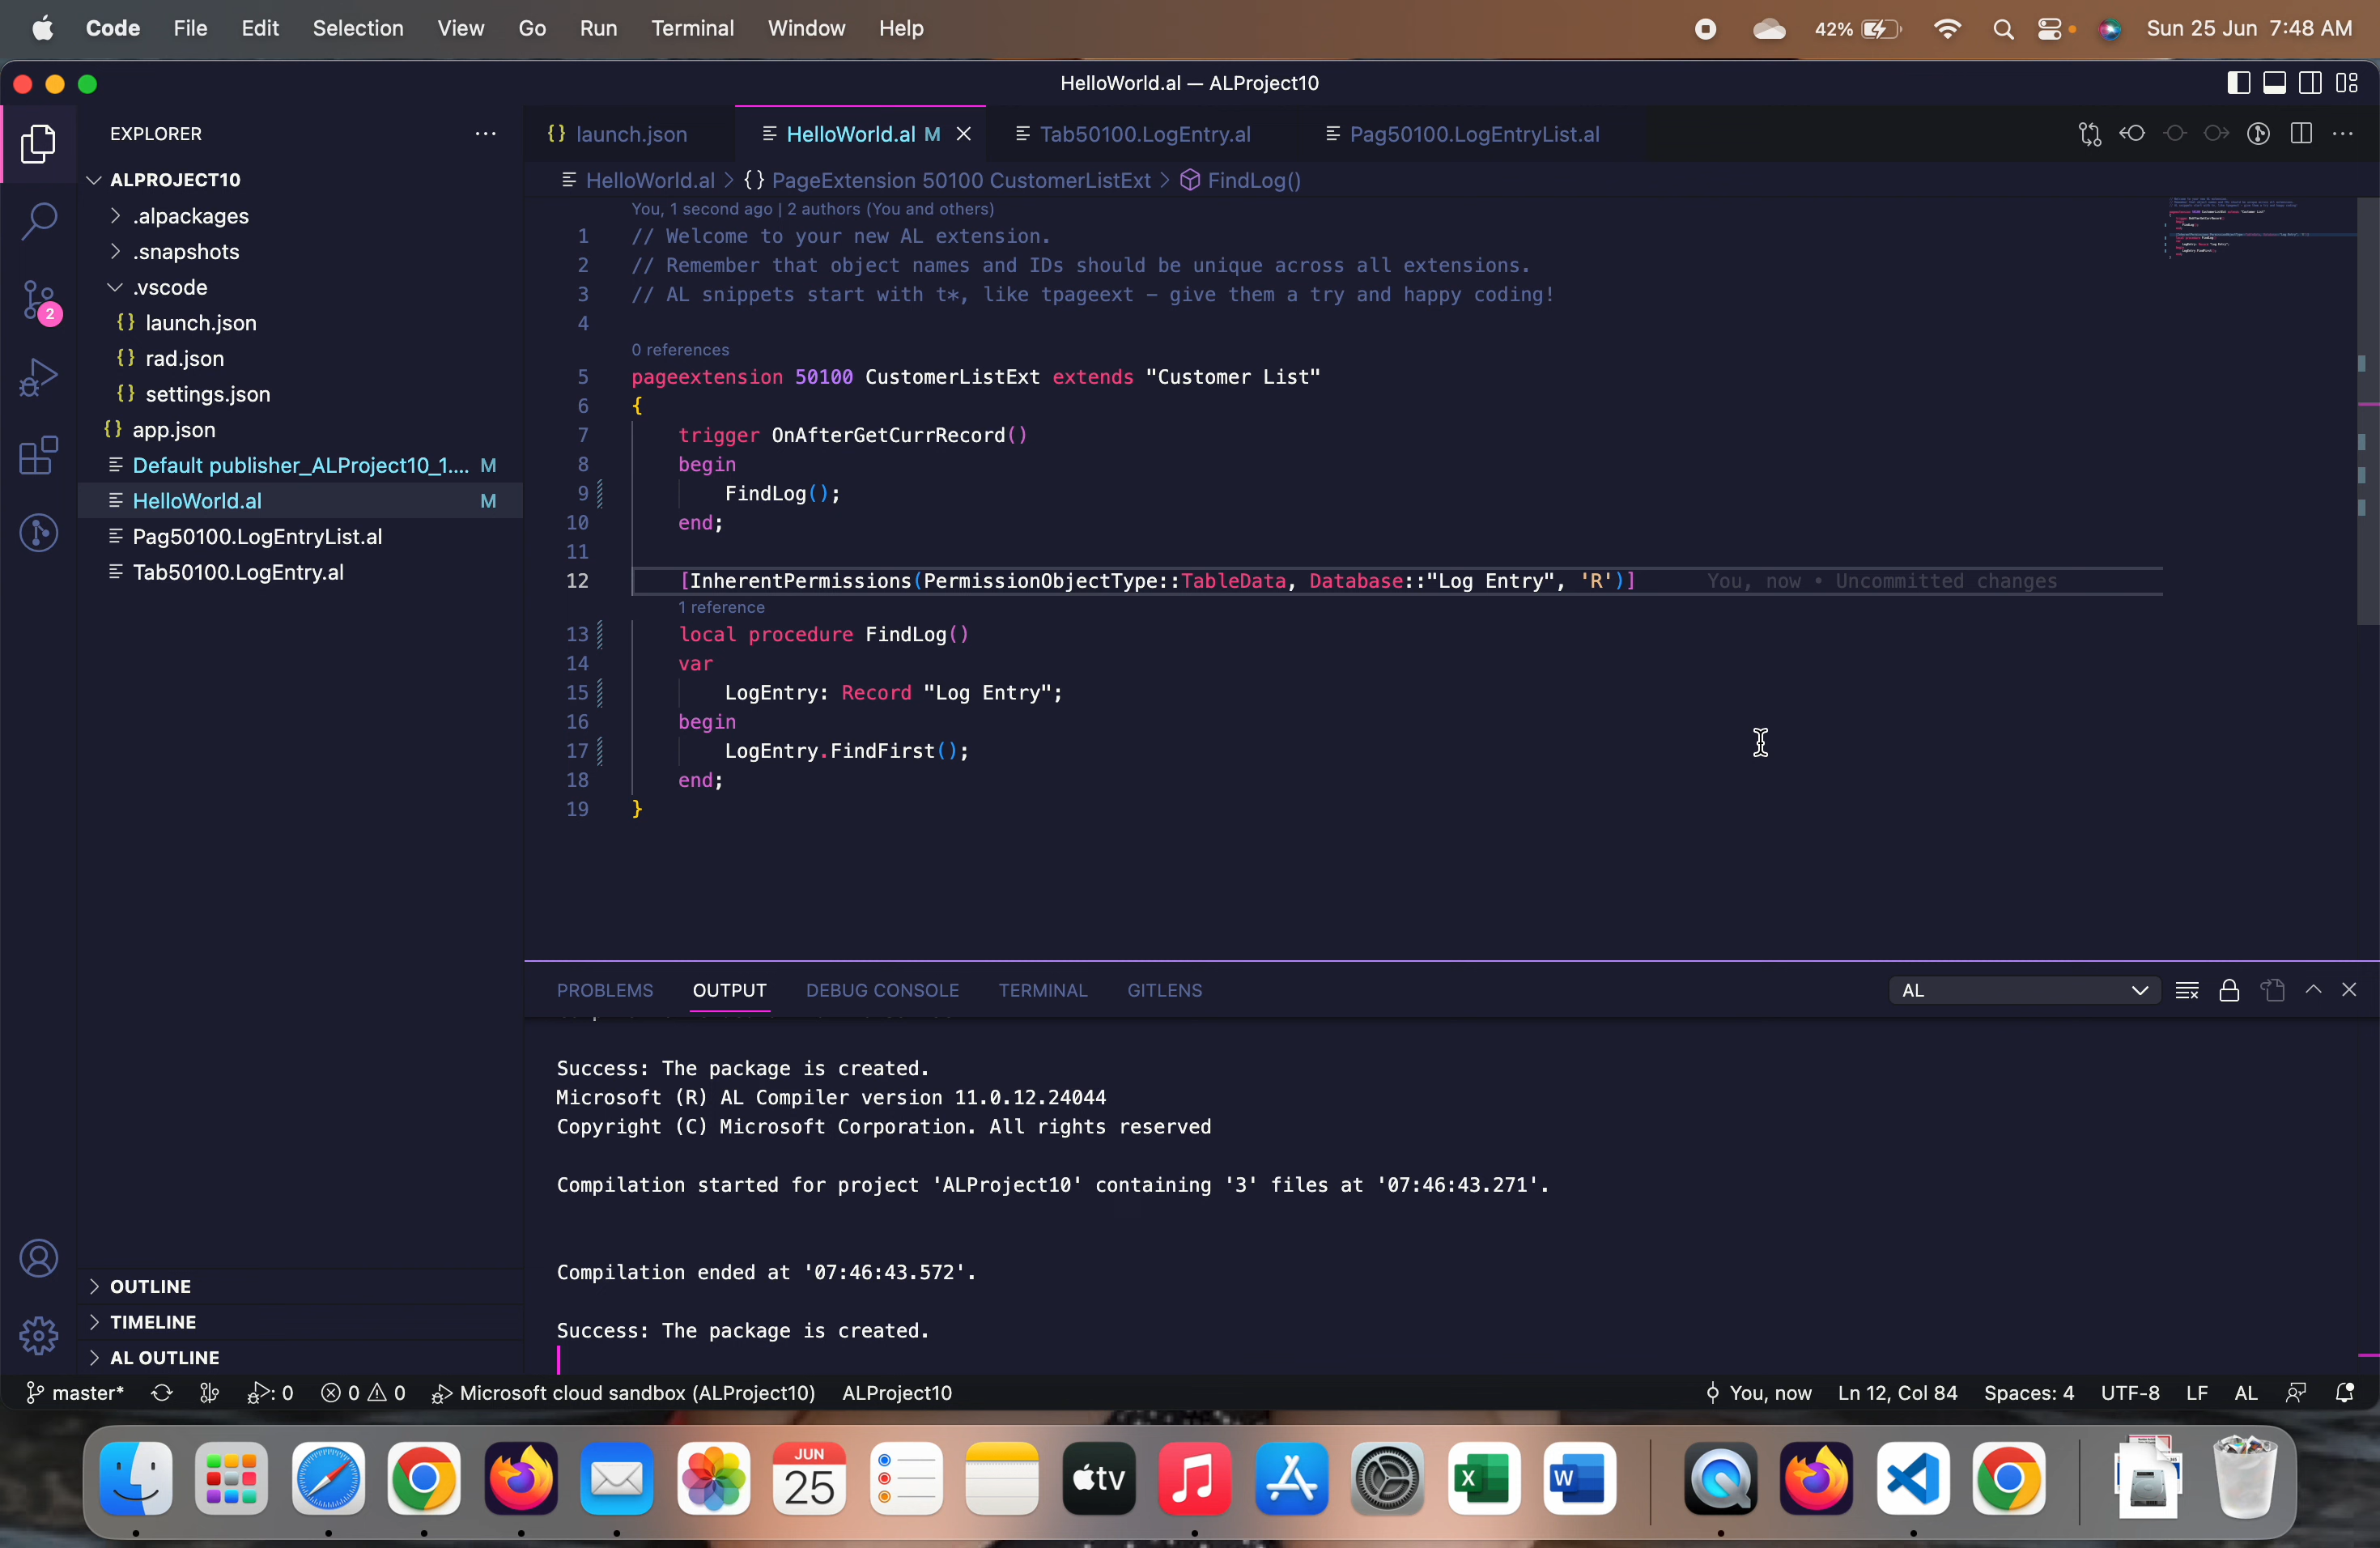 Code File Edit Selection View Go Run Terminal Window Help 42% Sun 25 Jun 7:48 AM
HelloWorld.al — ALProject10
EXPLORER
ALPROJECT10
.alpackages
.snapshots
.vscode
{} launch.json
{} rad.json
{} settings.json
{} app.json
Default publisher_ALProject10_1.... M
HelloWorld.al M
Pag50100.LogEntryList.al
Tab50100.LogEntry.al
OUTLINE
TIMELINE
AL OUTLINE
2
{} launch.json HelloWorld.al M Tab50100.LogEntry.al Pag50100.LogEntryList.al
HelloWorld.al > {} PageExtension 50100 CustomerListExt > FindLog()
You, 1 second ago | 2 authors (You and others)
1 // Welcome to your new AL extension.
2 // Remember that object names and IDs should be unique across all extensions.
3 // AL snippets start with t*, like tpageext – give them a try and happy coding!
4
0 references
5 pageextension 50100 CustomerListExt extends "Customer List"
6 {
7 trigger OnAfterGetCurrRecord()
8 begin
9 FindLog();
10 end;
11
12 [InherentPermissions(PermissionObjectType::TableData, Database::"Log Entry", 'R')] You, now • Uncommitted changes
1 reference
13 local procedure FindLog()
14 var
15 LogEntry: Record "Log Entry";
16 begin
17 LogEntry.FindFirst();
18 end;
19 }
PROBLEMS OUTPUT DEBUG CONSOLE TERMINAL GITLENS AL
Success: The package is created.
Microsoft (R) AL Compiler version 11.0.12.24044
Copyright (C) Microsoft Corporation. All rights reserved
Compilation started for project 'ALProject10' containing '3' files at '07:46:43.271'.
Compilation ended at '07:46:43.572'.
Success: The package is created.
master* : 0 0 0 Microsoft cloud sandbox (ALProject10) ALProject10 You, now Ln 12, Col 84 Spaces: 4 UTF-8 LF AL
JUN
25
tv
X
W